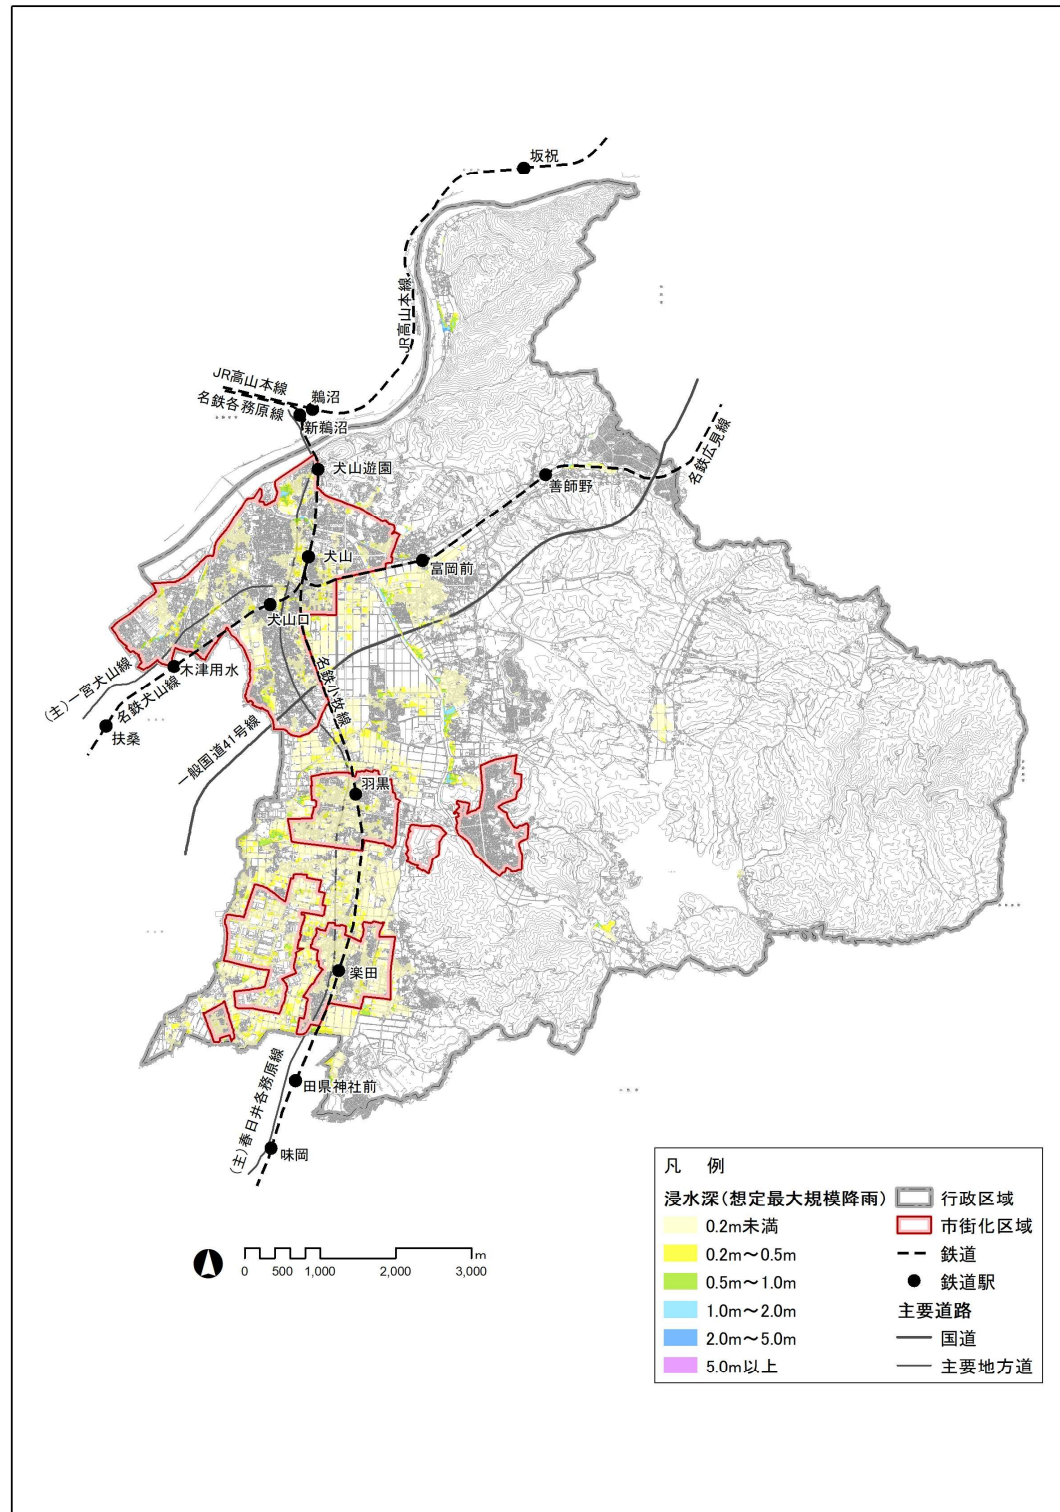 坂祝
JR高山本線
JR高山本線
鵜沼
名鉄各務原線
新鵜沼
名鉄広見線
犬山遊園
善師野
犬山
富岡前
犬山口
名鉄小牧線
木津用水
(主)一宮犬山線
名鉄犬山線
扶桑
一般国道41号線
羽黒
楽田
(主)春日井各務原線
田県神社前
味岡
0 500 1,000 2,000 3,000 m
凡 例
浸水深(想定最大規模降雨)
0.2m未満
0.2m～0.5m
0.5m～1.0m
1.0m～2.0m
2.0m～5.0m
5.0m以上
行政区域
市街化区域
鉄道
鉄道駅
主要道路
国道
主要地方道